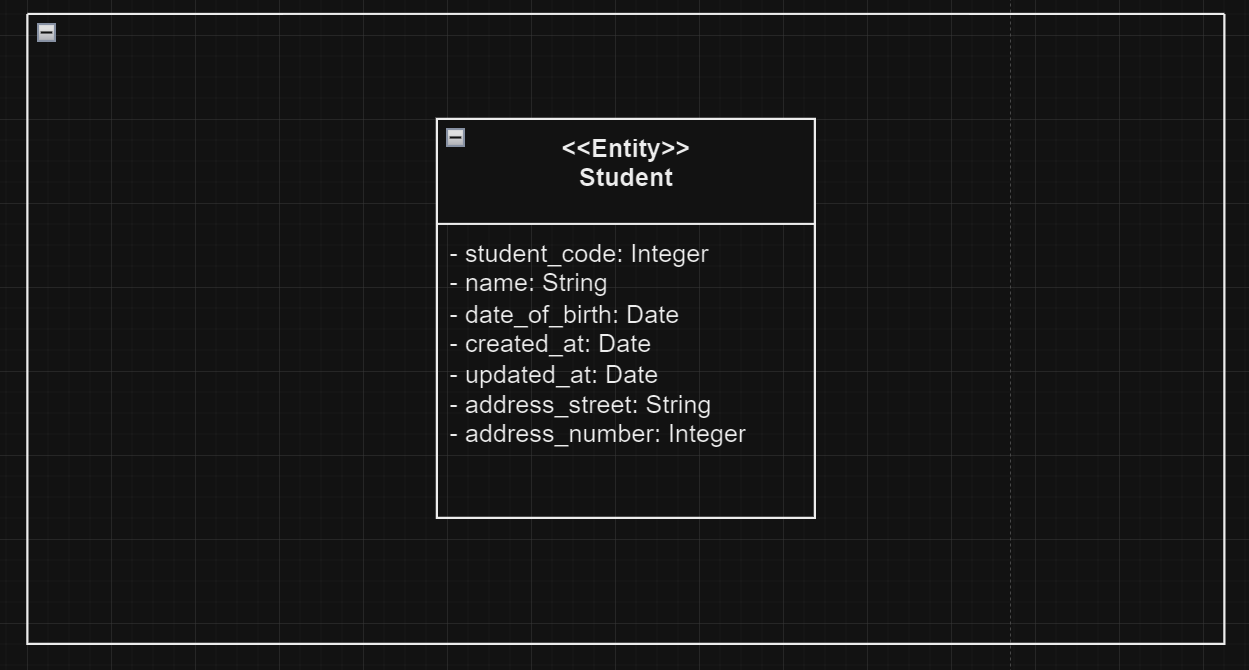 <<Entity>>
Student
- student_code: Integer
- name: String
- date_of_birth: Date
- created_at: Date
- updated_at: Date
- address_street: String
- address_number: Integer